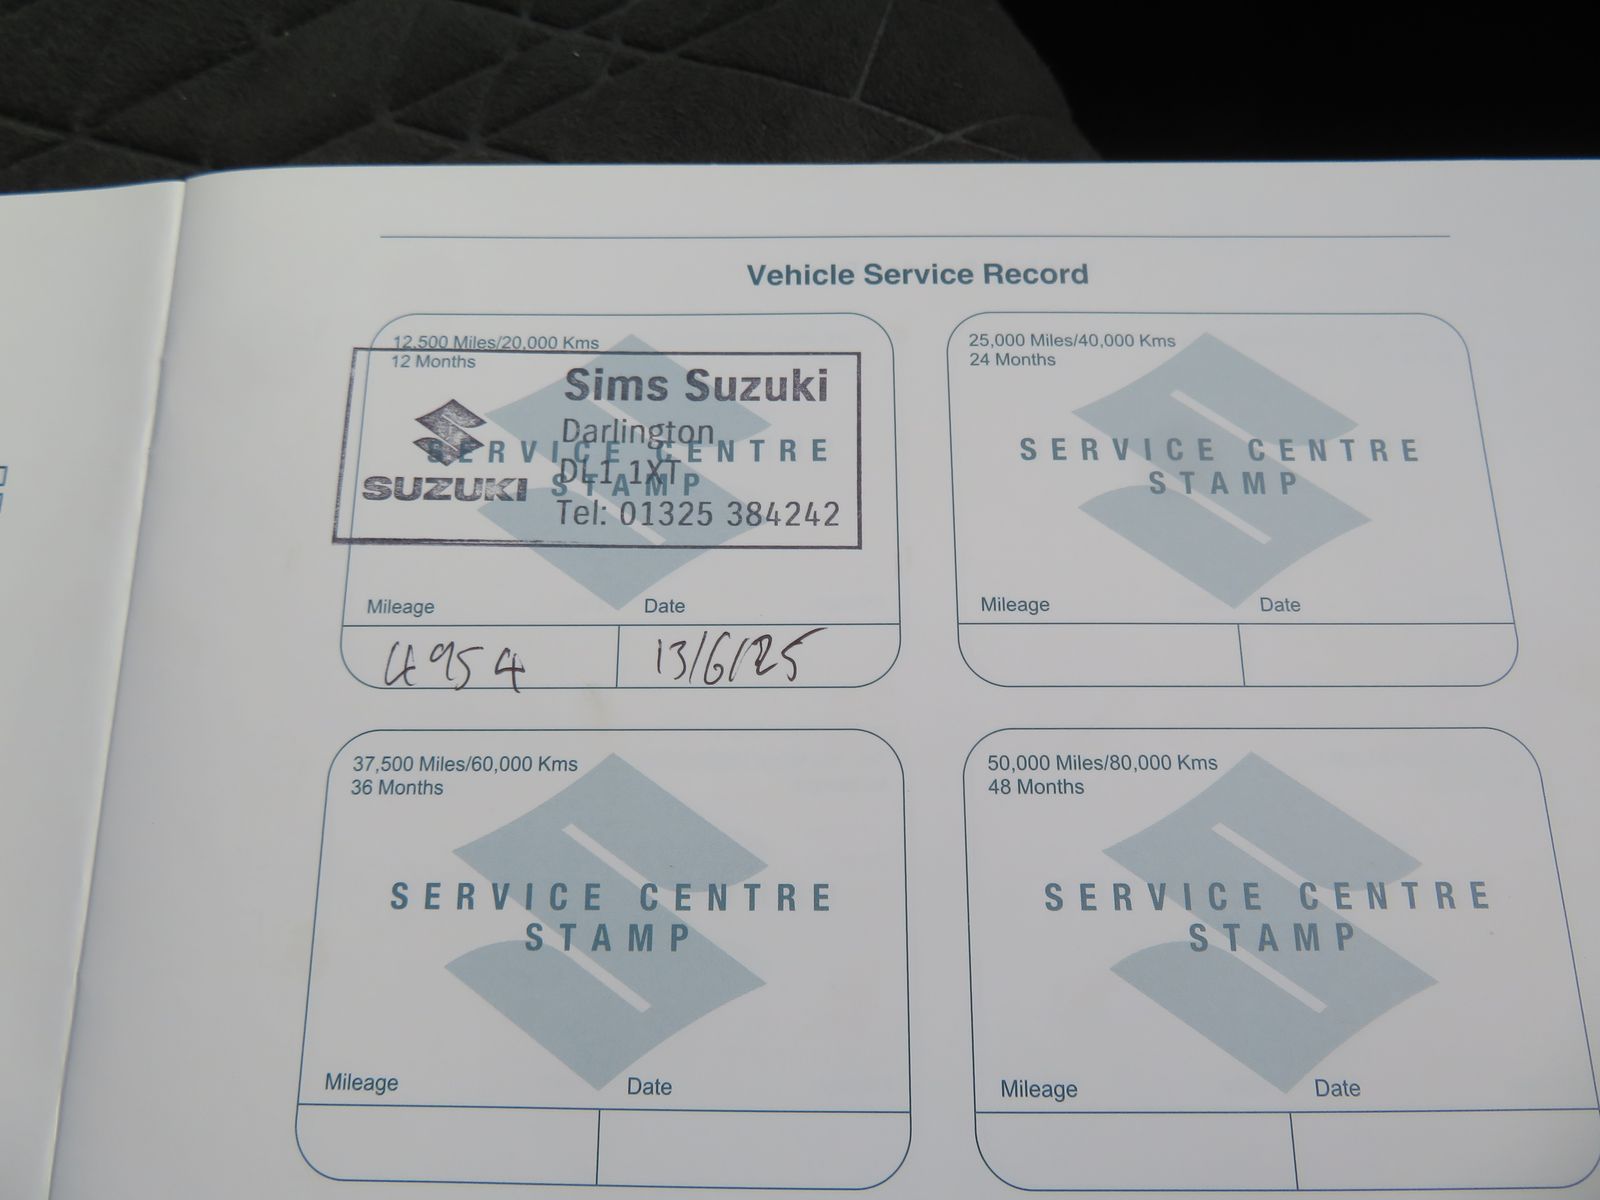 Vehicle Service Record
12,500 Miles/20,000 Kms
12 Months
SERVICE CENTRE
STAMP
Sims Suzuki
Darlington
DL1 1XT
Tel: 01325 384242
SUZUKI
Mileage
Date
4954
13/6/25
25,000 Miles/40,000 Kms
24 Months
SERVICE CENTRE
STAMP
Mileage
Date
37,500 Miles/60,000 Kms
36 Months
SERVICE CENTRE
STAMP
Mileage
Date
50,000 Miles/80,000 Kms
48 Months
SERVICE CENTRE
STAMP
Mileage
Date